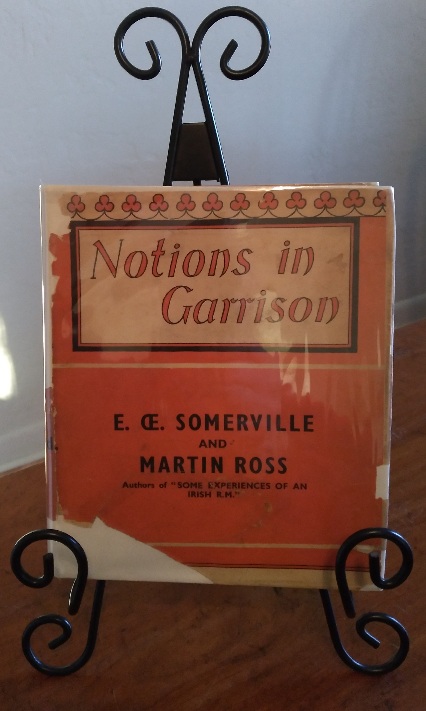 Notions in
Garrison
E. Œ. SOMERVILLE
AND
MARTIN ROSS
Authors of "SOME EXPERIENCES OF AN
IRISH R.M."